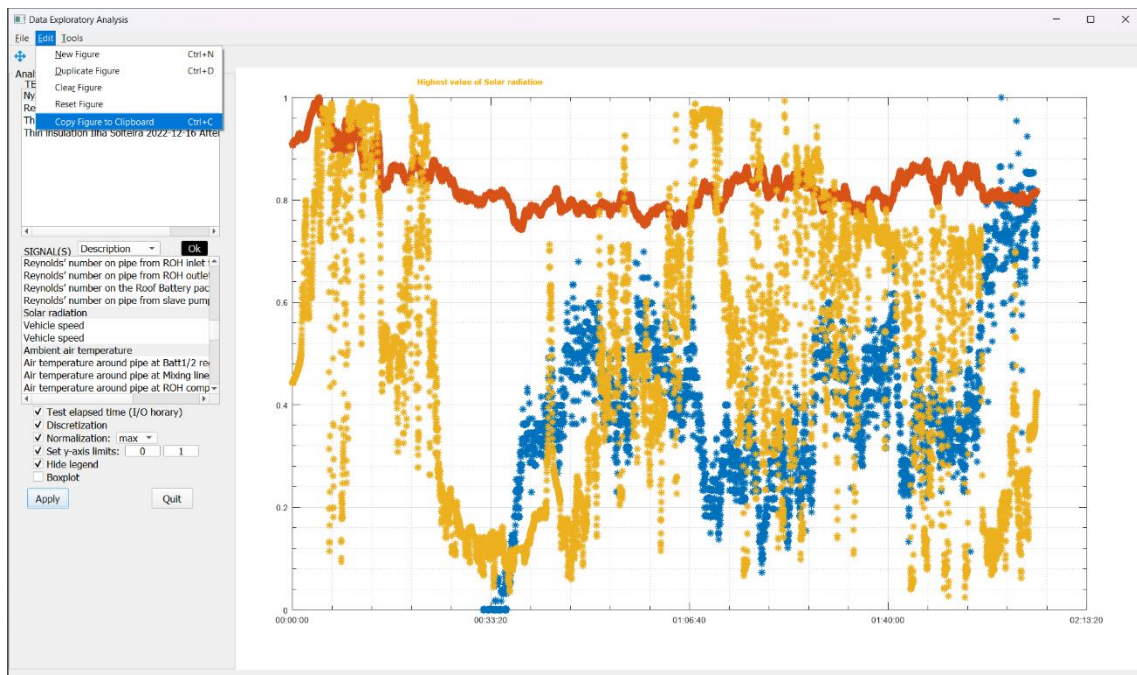 Data Exploratory Analysis
File Edit Tools
New Figure Ctrl+N
Duplicate Figure Ctrl+D
Clear Figure
Reset Figure
Copy Figure to Clipboard Ctrl+C
Anal
TE
Ny
Re
Th
Thin Insulation Ilha Solteira 2022-12-16 After
SIGNAL(S) Description Ok
Reynolds' number on pipe from ROH inlet
Reynolds' number on pipe from ROH outlet
Reynolds' number on the Roof Battery pac
Reynolds' number on pipe from slave pump
Solar radiation
Vehicle speed
Vehicle speed
Ambient air temperature
Air temperature around pipe at Batt1/2 re
Air temperature around pipe at Mixing line
Air temperature around pipe at ROH comp
Test elapsed time (I/O horary)
Discretization
Normalization: max
Set y-axis limits: 0 1
Hide legend
Boxplot
Apply Quit
Highest value of Solar radiation
1
0.8
0.6
0.4
0.2
0
00:00:00 00:33:20 01:06:40 01:40:00 02:13:20